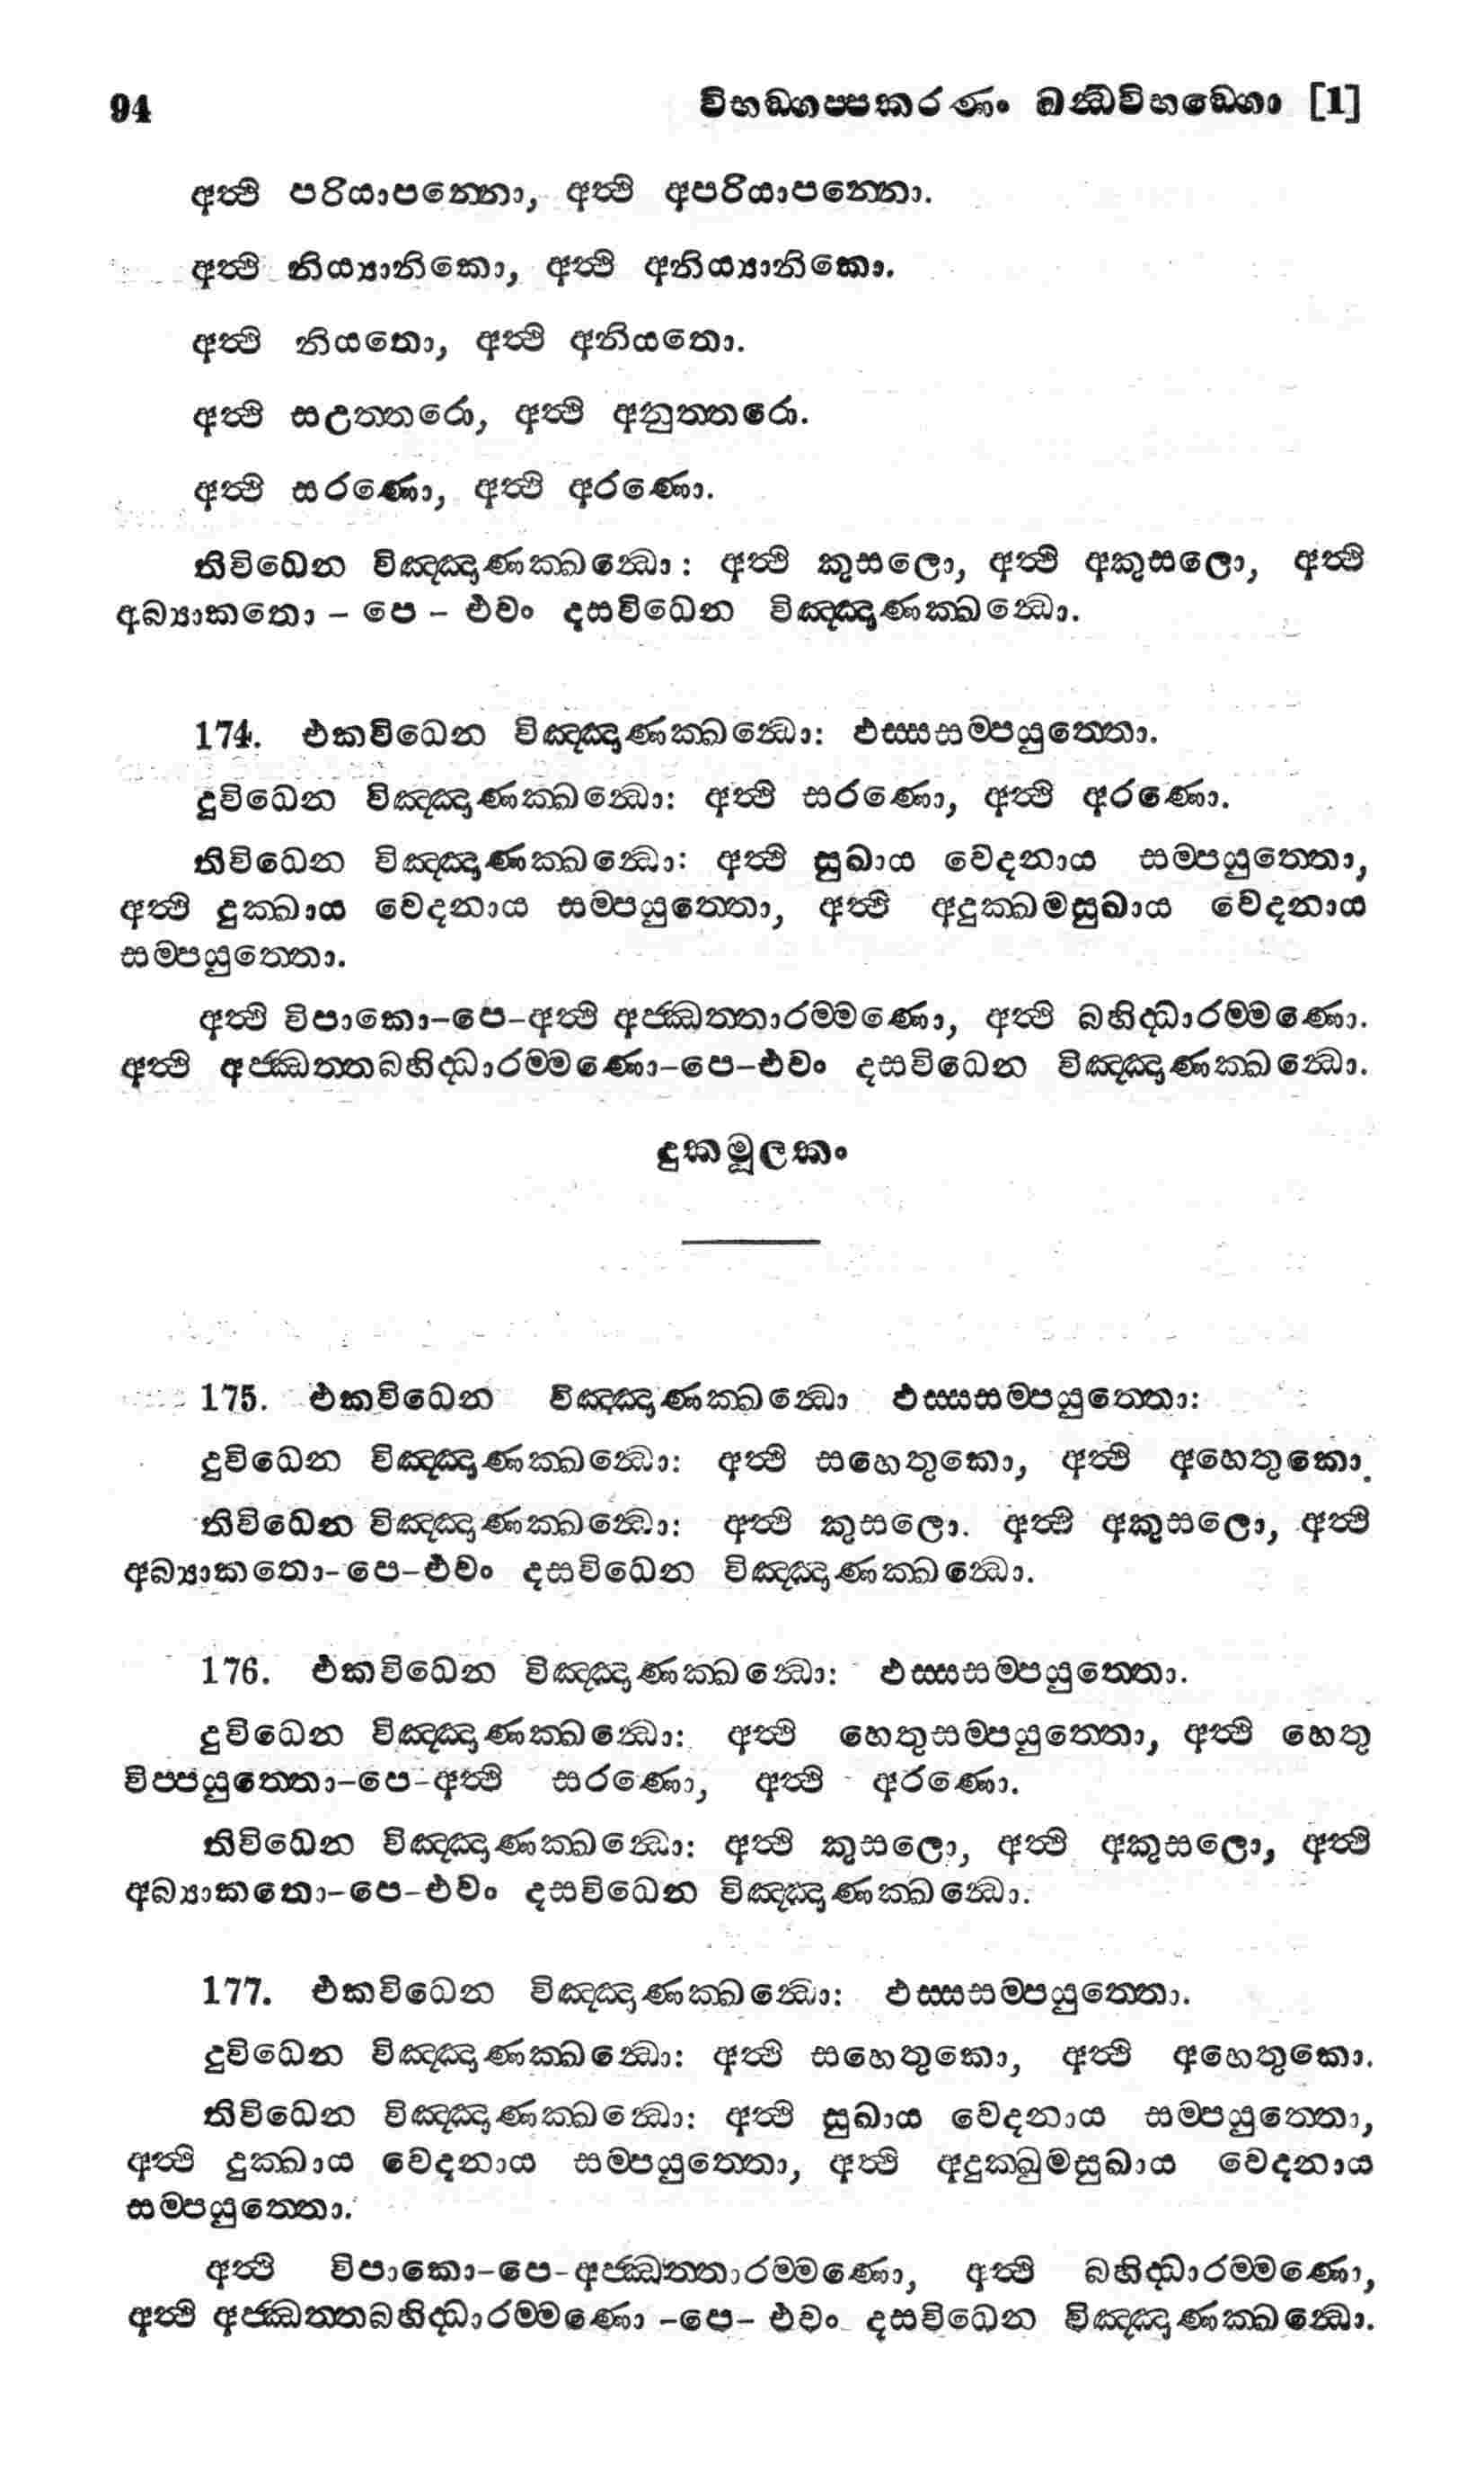 94 විභඞ්ගප්පකරණං ඛන්ධවිභඞ්ගො [1]
අත්ථි පරියාපන්නො, අත්ථි අපරියාපන්නො.
අත්ථි නිය්‍යානිකො, අත්ථි අනිය්‍යානිකො.
අත්ථි නියතො, අත්ථි අනියතො.
අත්ථි සඋත්තරො, අත්ථි අනුත්තරො.
අත්ථි සරණො, අත්ථි අරණො.
තිවිධෙන විඤ්ඤාණක්ඛන්ධො: අත්ථි කුසලො, අත්ථි අකුසලො, අත්ථි
අබ්‍යාකතො – පෙ – එවං දසවිධෙන විඤ්ඤාණක්ඛන්ධො.
174. එකවිධෙන විඤ්ඤාණක්ඛන්ධො: ඵස්සසම්පයුත්තො.
දුවිධෙන විඤ්ඤාණක්ඛන්ධො: අත්ථි සරණො, අත්ථි අරණො.
තිවිධෙන විඤ්ඤාණක්ඛන්ධො: අත්ථි සුඛාය වෙදනාය සම්පයුත්තො,
අත්ථි දුක්ඛාය වෙදනාය සම්පයුත්තො, අත්ථි අදුක්ඛමසුඛාය වෙදනාය
සම්පයුත්තො.
අත්ථි විපාකො-පෙ-අත්ථි අජ්ඣත්තාරම්මණො, අත්ථි බහිද්ධාරම්මණො.
අත්ථි අජ්ඣත්තබහිද්ධාරම්මණො-පෙ-එවං දසවිධෙන විඤ්ඤාණක්ඛන්ධො.
දුකමූලකං
175. එකවිධෙන විඤ්ඤාණක්ඛන්ධො ඵස්සසම්පයුත්තො:
දුවිධෙන විඤ්ඤාණක්ඛන්ධො: අත්ථි සහෙතුකො, අත්ථි අහෙතුකො.
තිවිධෙන විඤ්ඤාණක්ඛන්ධො: අත්ථි කුසලො. අත්ථි අකුසලො, අත්ථි
අබ්‍යාකතො-පෙ-එවං දසවිධෙන විඤ්ඤාණක්ඛන්ධො.
176. එකවිධෙන විඤ්ඤාණක්ඛන්ධො: ඵස්සසම්පයුත්තො.
දුවිධෙන විඤ්ඤාණක්ඛන්ධො: අත්ථි හෙතුසම්පයුත්තො, අත්ථි හෙතු
විප්පයුත්තො-පෙ-අත්ථි සරණො, අත්ථි අරණො.
තිවිධෙන විඤ්ඤාණක්ඛන්ධො: අත්ථි කුසලො, අත්ථි අකුසලො, අත්ථි
අබ්‍යාකතො-පෙ-එවං දසවිධෙන විඤ්ඤාණක්ඛන්ධො.
177. එකවිධෙන විඤ්ඤාණක්ඛන්ධො: ඵස්සසම්පයුත්තො.
දුවිධෙන විඤ්ඤාණක්ඛන්ධො: අත්ථි සහෙතුකො, අත්ථි අහෙතුකො.
තිවිධෙන විඤ්ඤාණක්ඛන්ධො: අත්ථි සුඛාය වෙදනාය සම්පයුත්තො,
අත්ථි දුක්ඛාය වෙදනාය සම්පයුත්තො, අත්ථි අදුක්ඛුමසුඛාය වෙදනාය
සම්පයුත්තො.
අත්ථි විපාකො-පෙ-අජ්ඣත්තාරම්මණො, අත්ථි බහිද්ධාරම්මණො,
අත්ථි අජ්ඣත්තබහිද්ධාරම්මණො -පෙ- එවං දසවිධෙන විඤ්ඤාණක්ඛන්ධො.